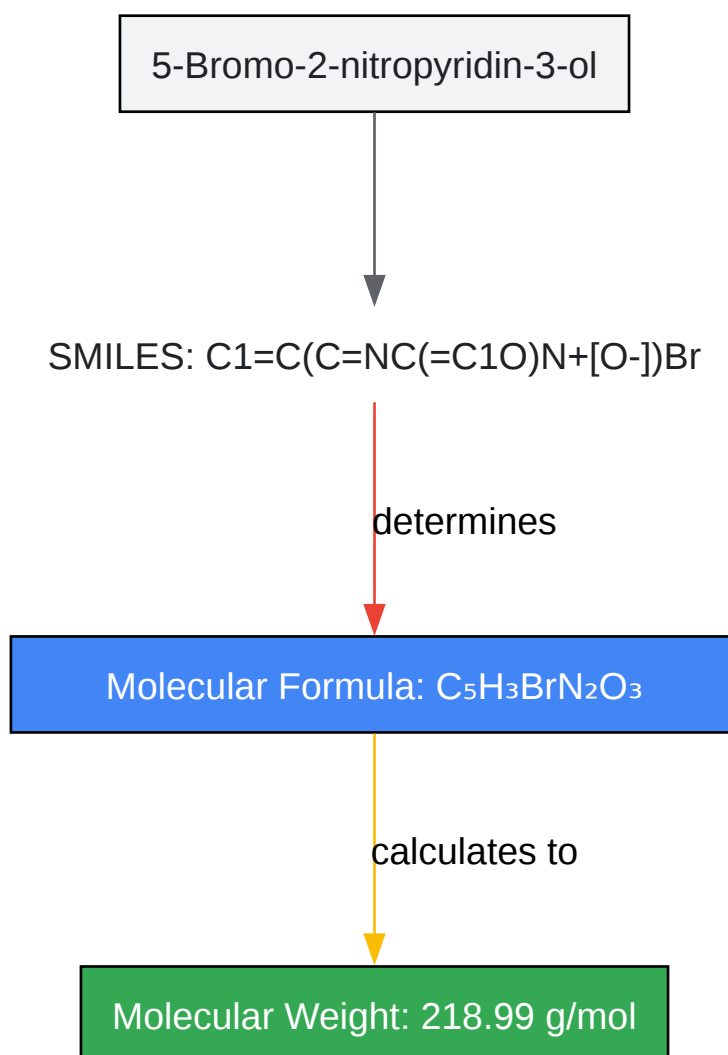 5-Bromo-2-nitropyridin-3-ol
SMILES: C1=C(C=NC(=C1O)N+[O-])Br
determines
Molecular Formula: C₅H₃BrN₂O₃
calculates to
Molecular Weight: 218.99 g/mol